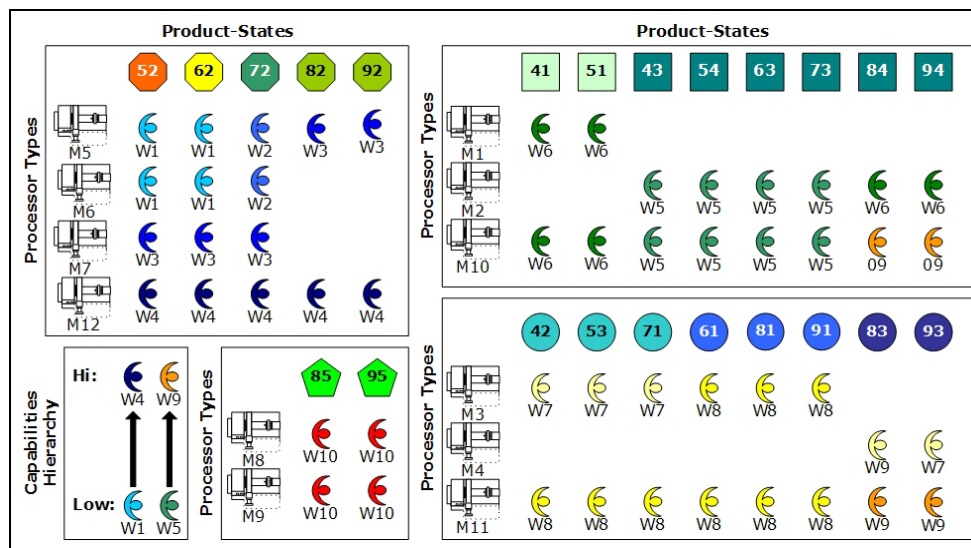 Product-States
Processor Types
52 62 72 82 92
M5 W1 W1 W2 W3 W3
M6 W1 W1 W2
M7 W3 W3 W3
M12 W4 W4 W4 W4 W4
Capabilities
Hierarchy
Hi:
W4 W9
Low:
W1 W5
Processor Types
85 95
M8 W10 W10
M9 W10 W10
Product-States
Processor Types
41 51 43 54 63 73 84 94
M1 W6 W6
M2 W5 W5 W5 W5 W6 W6
M10 W6 W6 W5 W5 W5 W5 09 09
Processor Types
42 53 71 61 81 91 83 93
M3 W7 W7 W7 W8 W8 W8
M4 W9 W7
M11 W8 W8 W8 W8 W8 W8 W9 W9